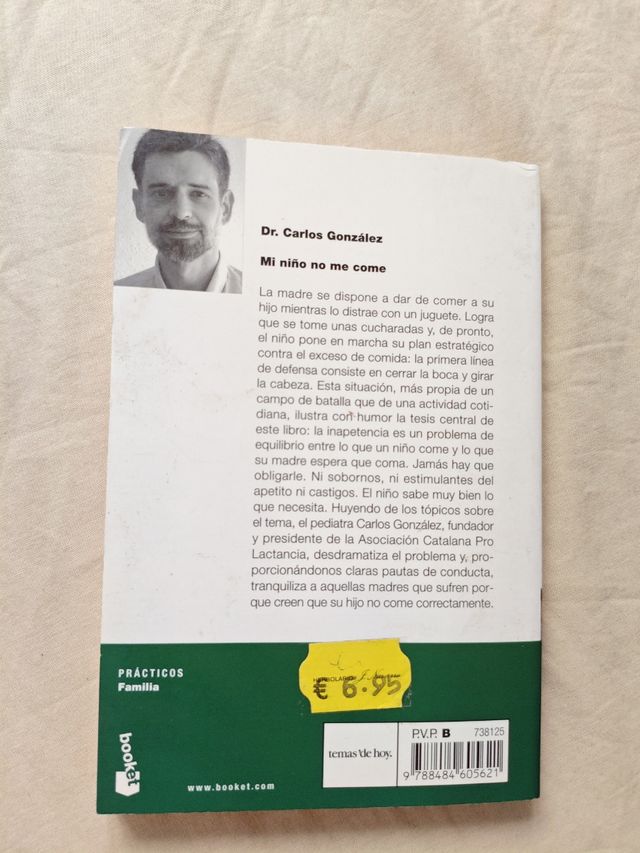 Dr. Carlos González
Mi niño no me come
La madre se dispone a dar de comer a su
hijo mientras lo distrae con un juguete. Logra
que se tome unas cucharadas y, de pronto,
el niño pone en marcha su plan estratégico
contra el exceso de comida: la primera línea
de defensa consiste en cerrar la boca y girar
la cabeza. Esta situación, más propia de un
campo de batalla que de una actividad coti-
diana, ilustra con humor la tesis central de
este libro: la inapetencia es un problema de
equilibrio entre lo que un niño come y lo que
su madre espera que coma. Jamás hay que
obligarle. Ni sobornos, ni estimulantes del
apetito ni castigos. El niño sabe muy bien lo
que necesita. Huyendo de los tópicos sobre
el tema, el pediatra Carlos González, fundador
y presidente de la Asociación Catalana Pro
Lactancia, desdramatiza el problema y, pro-
porcionándonos claras pautas de conducta,
tranquiliza a aquellas madres que sufren por-
que creen que su hijo no come correctamente.
PRÁCTICOS
Familia
HERBOLARIO
€ 6.95
booket
www.booket.com
temas'de hoy.
P.V.P. B 738125
9 788484 605621